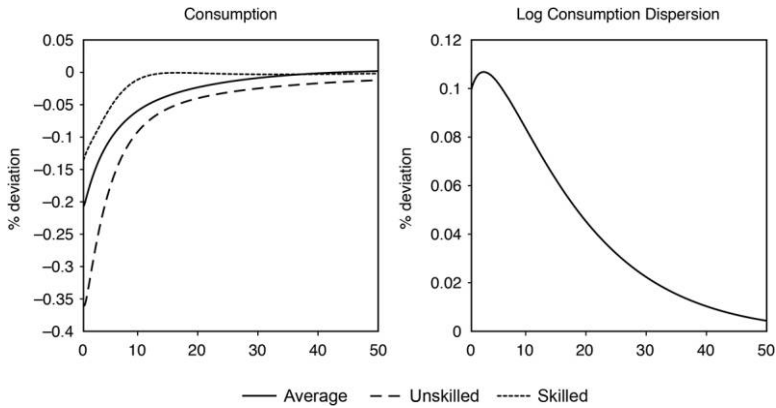 Consumption
% deviation
0.05
0
–0.05
–0.1
–0.15
–0.2
–0.25
–0.3
–0.35
–0.4
0 10 20 30 40 50
Log Consumption Dispersion
% deviation
0.12
0.1
0.08
0.06
0.04
0.02
0
0 10 20 30 40 50
Average Unskilled Skilled